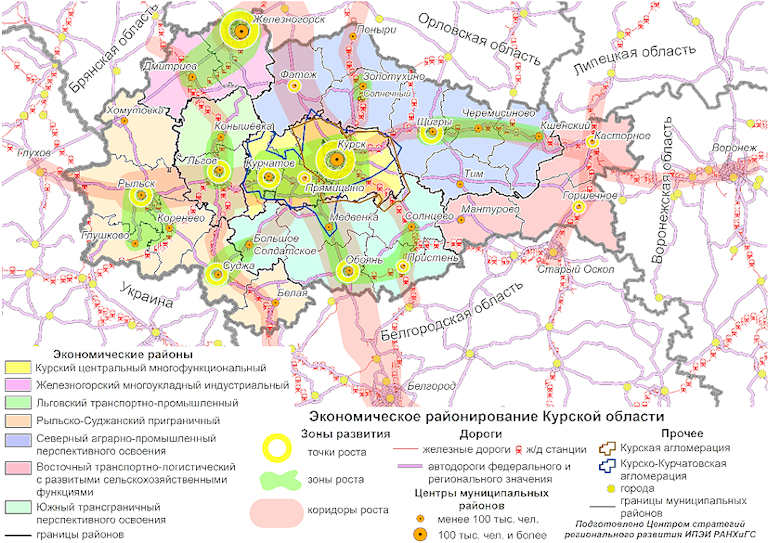 Железногорск
Поныри
Орловская область
Брянская область
Липецкая область
Дмитриев
Фатеж
Золотухино
Солнечный
Хомутовка
Конышевка
Щигры
Черемисиново
Кшенский
Касторное
Воронеж
Глухов
Курск
Льгов
Курчатов
Прямицыно
Рыльск
Тим
Горшечное
Коренево
Мантурово
Воронежская область
Глушково
Медвенка
Солнцево
Большое
Солдатское
Суджа
Обоянь
Пристень
Старый Оскол
Украина
Белая
Белгородская область
Белгород
Экономические районы
Курский центральный многофункциональный
Железногорский многоукладный индустриальный
Льговский транспортно-промышленный
Рыльско-Суджанский приграничный
Северный аграрно-промышленный
перспективного освоения
Восточный транспортно-логистический
с развитыми сельскохозяйственными
функциями
Южный трансграничный
перспективного освоения
границы районов
Экономическое районирование Курской области
Зоны развития
точки роста
зоны роста
коридоры роста
Дороги
железные дороги
ж/д станции
автодороги федерального и
регионального значения
Центры муниципальных
районов
менее 100 тыс. чел.
100 тыс. чел. и более
Прочее
Курская агломерация
Курско-Курчатовская
агломерация
города
границы муниципальных
районов
Подготовлено Центром стратегий
регионального развития ИПЭИ РАНХиГС